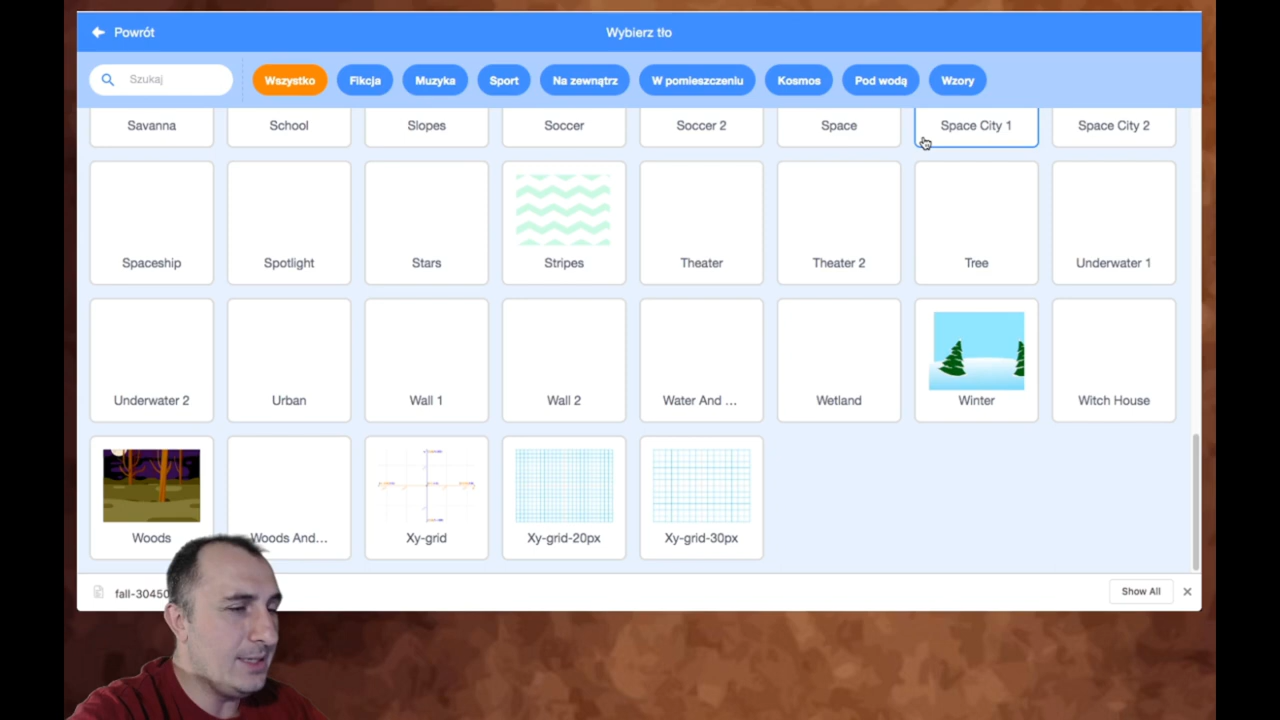 Powrót
Wybierz tło
Szukaj
Wszystko
Fikcja
Muzyka
Sport
Na zewnątrz
W pomieszczeniu
Kosmos
Pod wodą
Wzory
Savanna
School
Slopes
Soccer
Soccer 2
Space
Space City 1
Space City 2
Spaceship
Spotlight
Stars
Stripes
Theater
Theater 2
Tree
Underwater 1
Underwater 2
Urban
Wall 1
Wall 2
Water And ...
Wetland
Winter
Witch House
Woods
Woods And...
Xy-grid
Xy-grid-20px
Xy-grid-30px
fall-30450
Show All